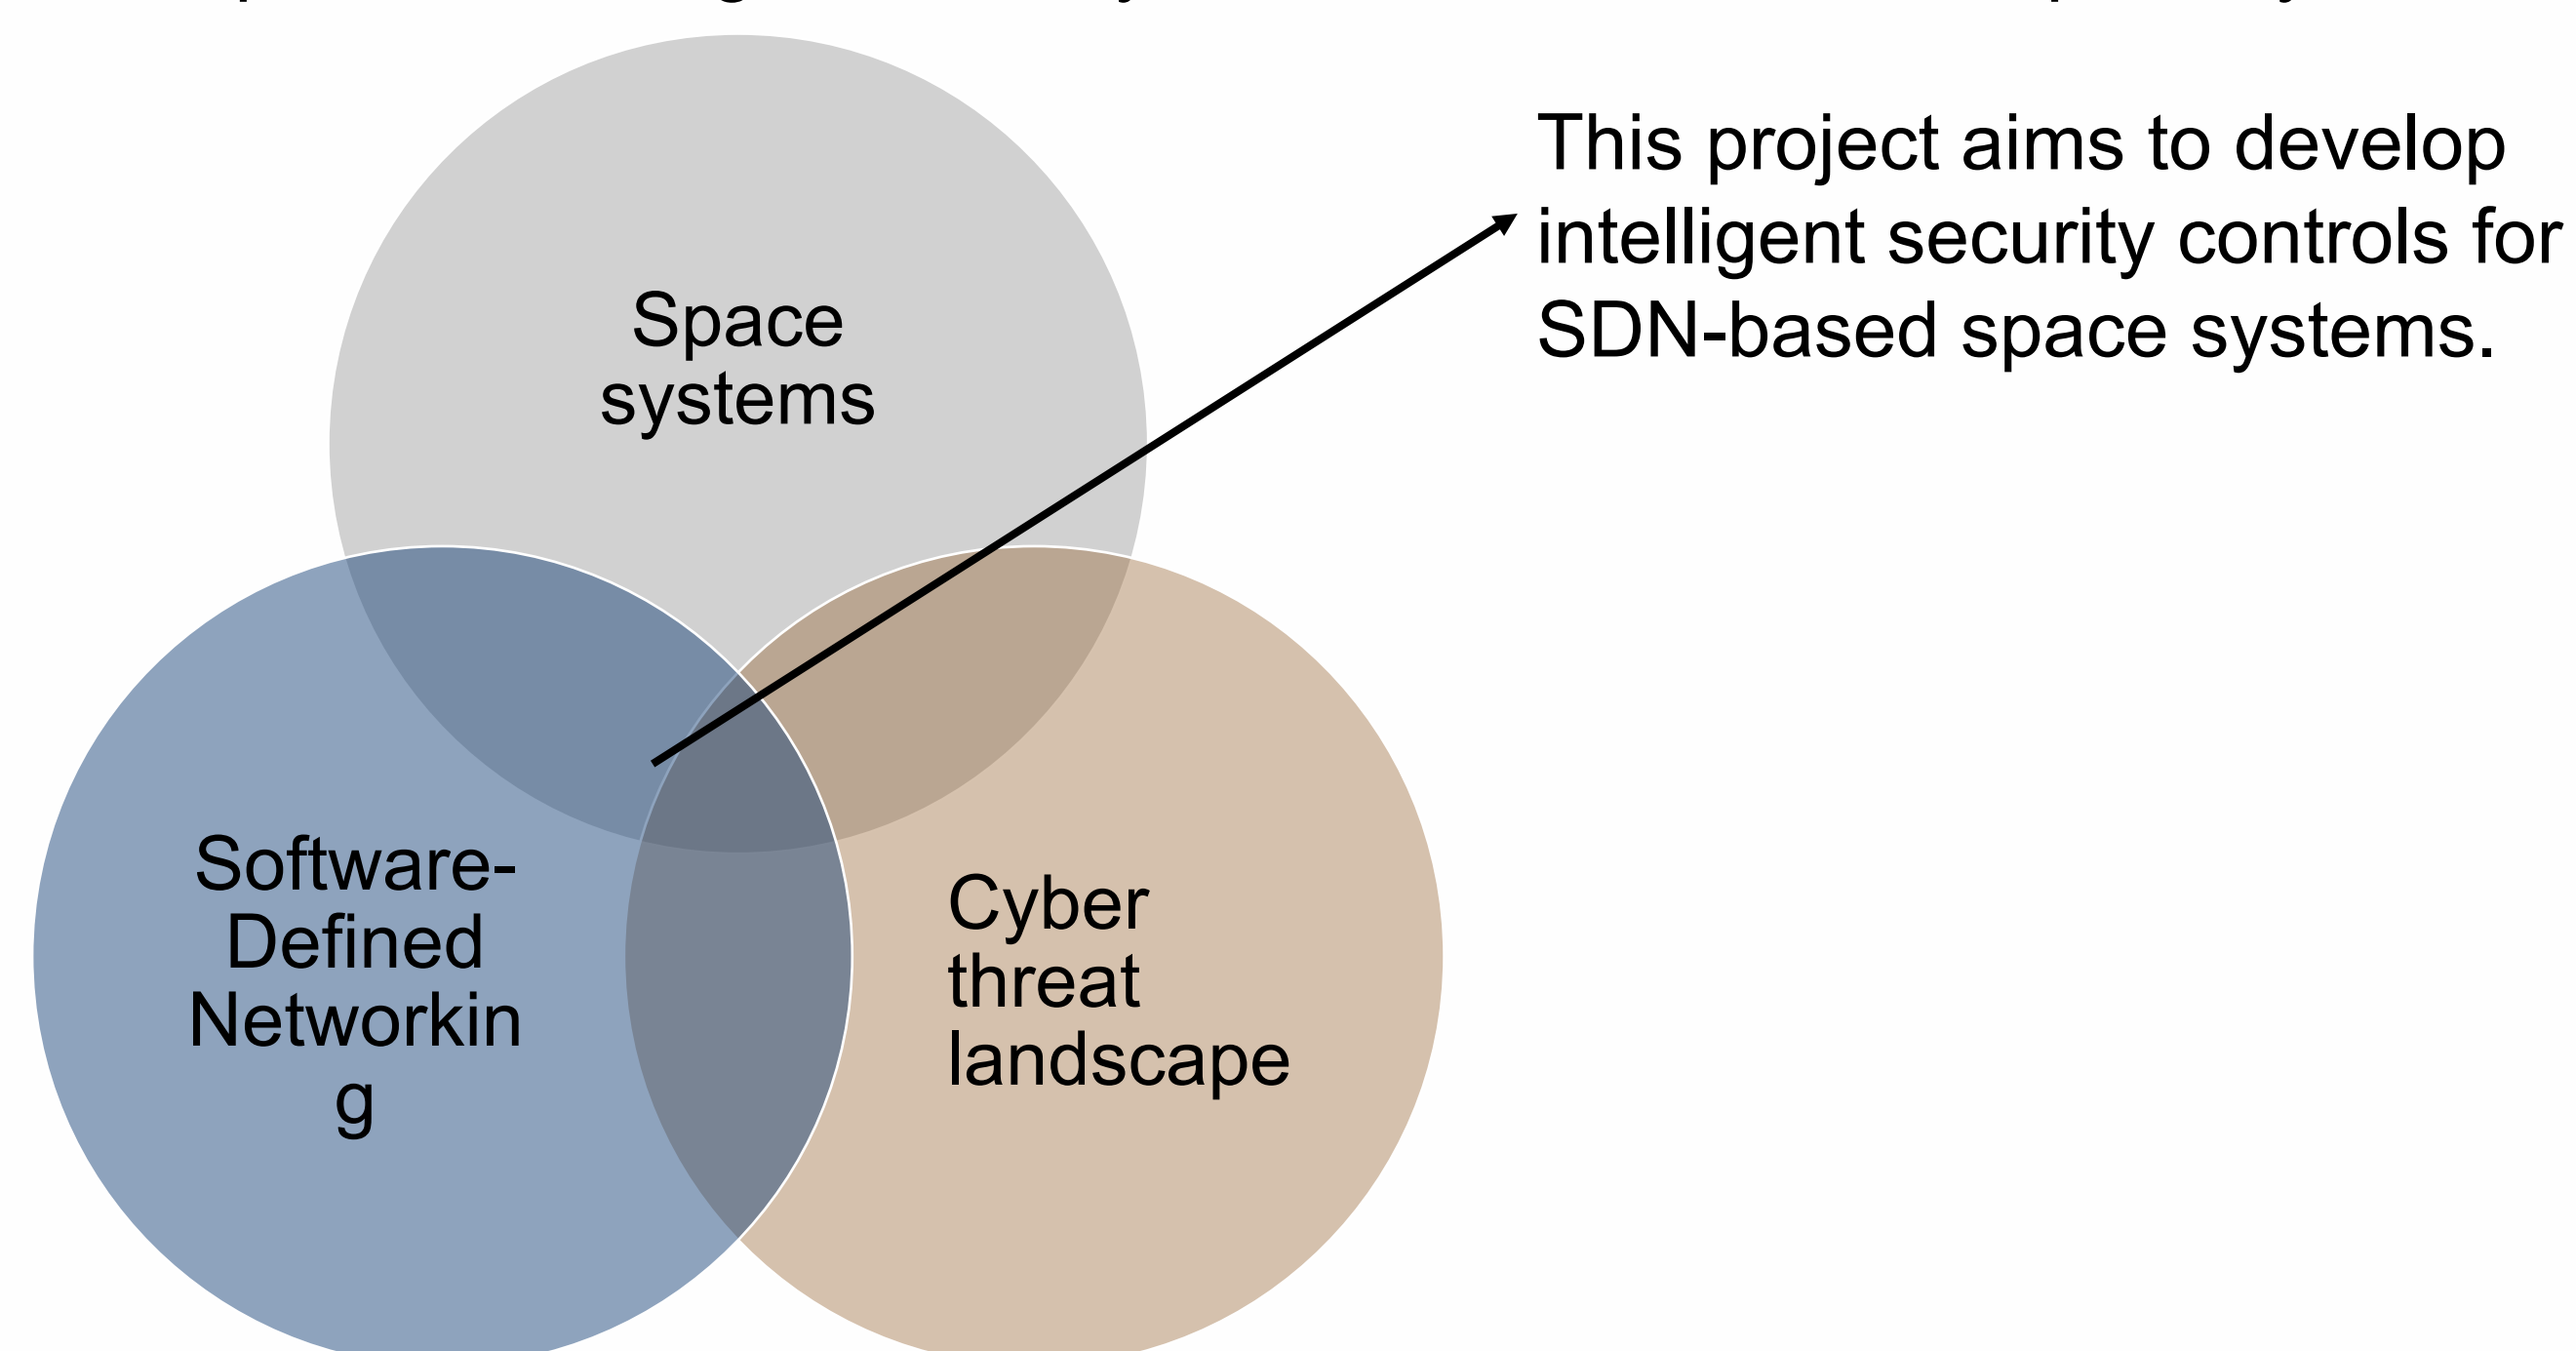 This project aims to develop
intelligent security controls for
SDN-based space systems.
Space
systems
Software-
Defined
Networkin
g
Cyber
threat
landscape